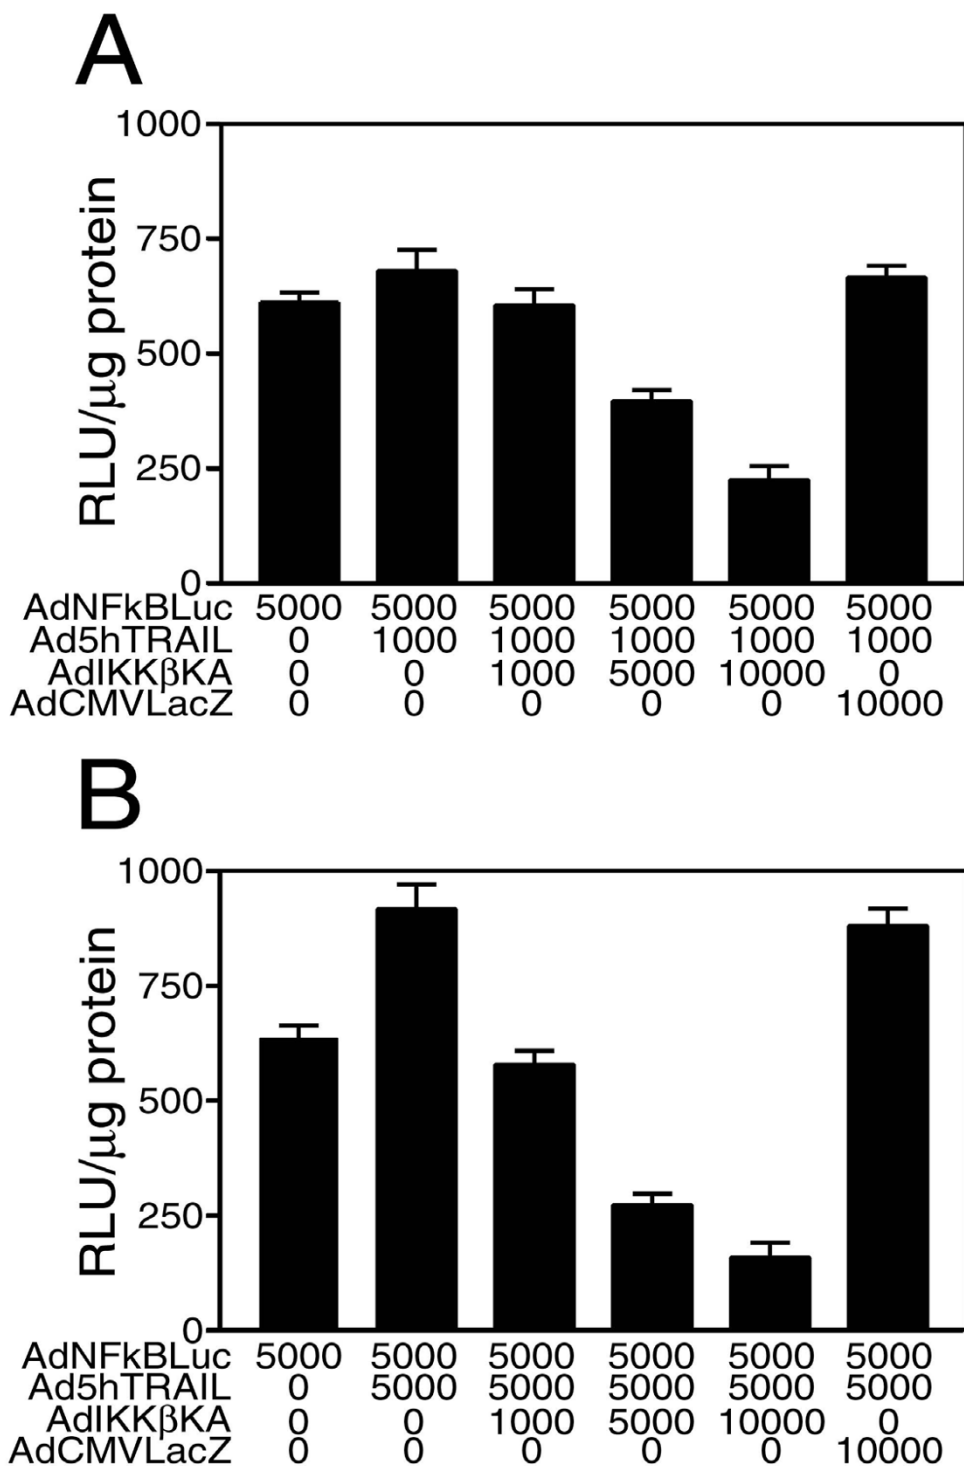 A
1000
750
500
250
0
RLU/μg protein
AdNFkBLuc 5000 5000 5000 5000 5000 5000
Ad5hTRAIL 0 1000 1000 1000 1000 1000
AdIKKβKA 0 0 1000 5000 10000 0
AdCMVLacZ 0 0 0 0 0 10000
B
1000
750
500
250
0
RLU/μg protein
AdNFkBLuc 5000 5000 5000 5000 5000 5000
Ad5hTRAIL 0 5000 5000 5000 5000 5000
AdIKKβKA 0 0 1000 5000 10000 0
AdCMVLacZ 0 0 0 0 0 10000